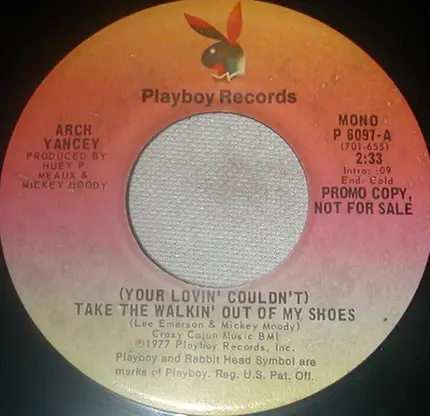 Playboy Records
ARCH
YANCEY
PRODUCED BY
HUEY P.
MEAUX &
MICKEY MOODY
MONO
P 6097-A
(701-655)
2:33
Intro: :09
End: Cold
PROMO COPY,
NOT FOR SALE
(YOUR LOVIN' COULDN'T)
TAKE THE WALKIN' OUT OF MY SHOES
(Lee Emerson & Mickey Moody)
Crazy Cajun Music BMI
©1977 Playboy Records, Inc.
Playboy and Rabbit Head Symbol are
marks of Playboy. Reg. U.S. Pat. Off.